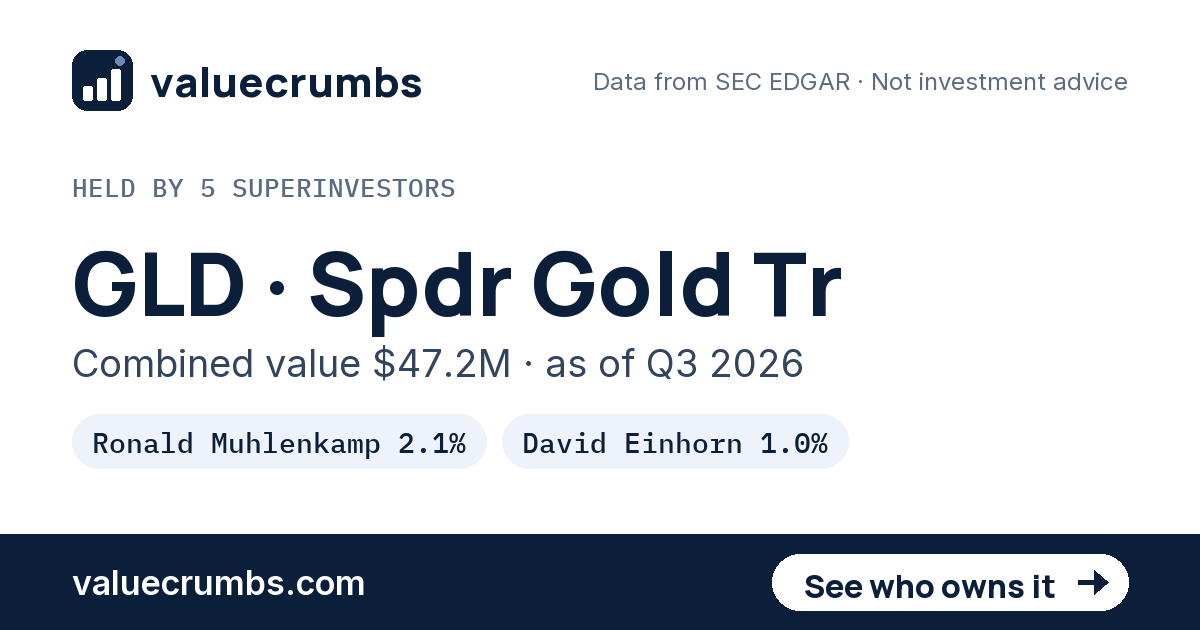 valuecrumbs
Data from SEC EDGAR · Not investment advice
HELD BY 5 SUPERINVESTORS
GLD · Spdr Gold Tr
Combined value $47.2M · as of Q3 2026
Ronald Muhlenkamp 2.1%
David Einhorn 1.0%
valuecrumbs.com
See who owns it →